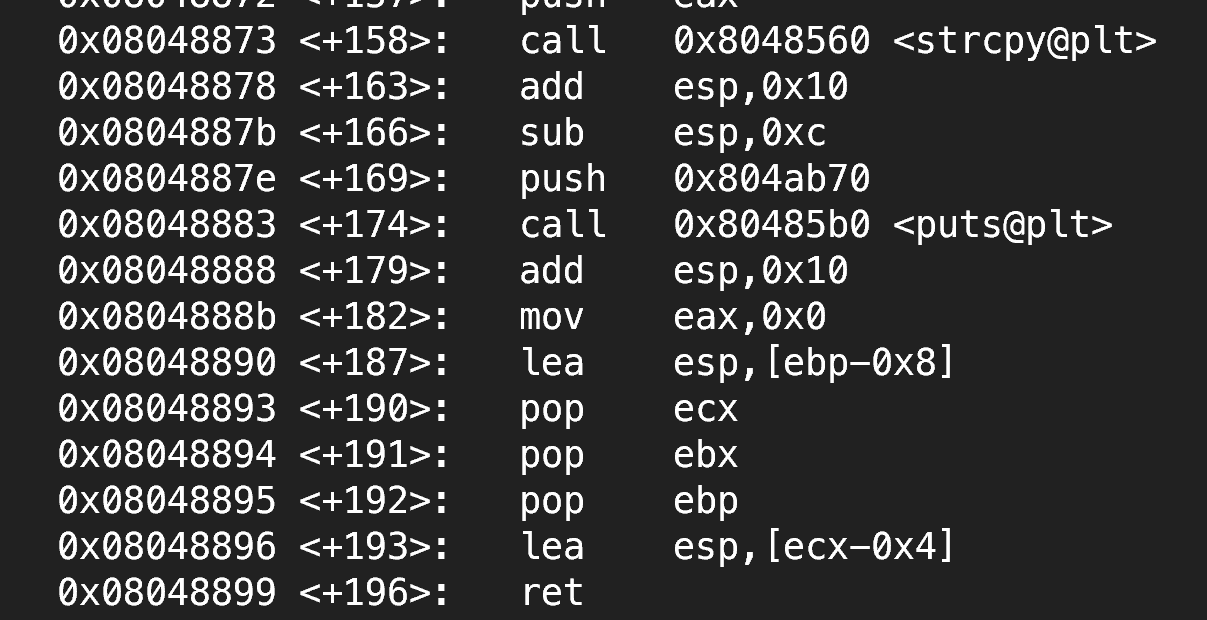 0x08048873 <+158>: call 0x8048560 <strcpy@plt>
0x08048878 <+163>: add esp,0x10
0x0804887b <+166>: sub esp,0xc
0x0804887e <+169>: push 0x804ab70
0x08048883 <+174>: call 0x80485b0 <puts@plt>
0x08048888 <+179>: add esp,0x10
0x0804888b <+182>: mov eax,0x0
0x08048890 <+187>: lea esp,[ebp-0x8]
0x08048893 <+190>: pop ecx
0x08048894 <+191>: pop ebx
0x08048895 <+192>: pop ebp
0x08048896 <+193>: lea esp,[ecx-0x4]
0x08048899 <+196>: ret